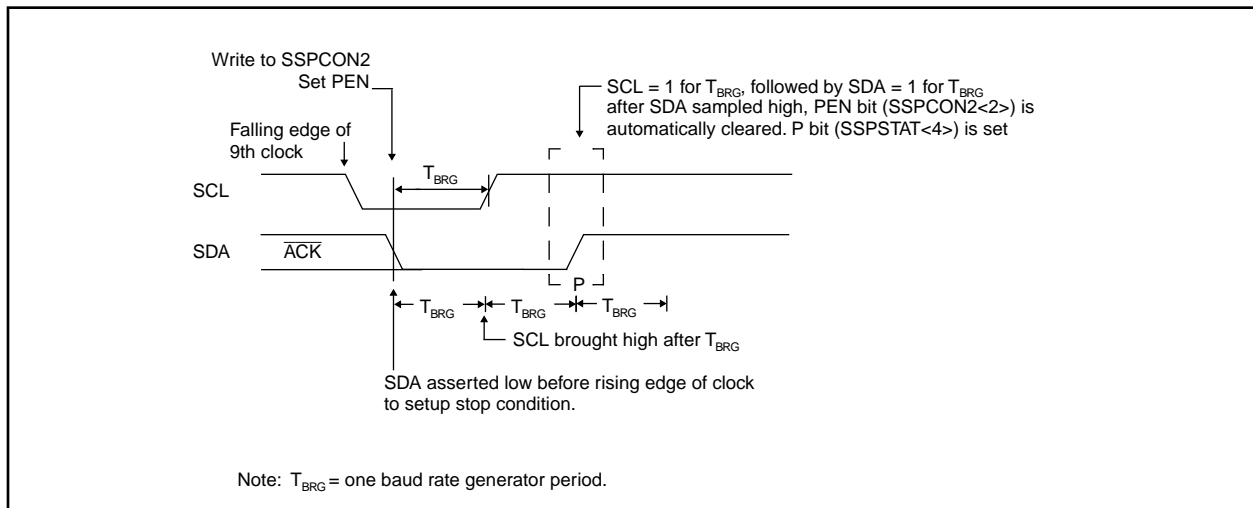 Write to SSPCON2
Set PEN
SCL = 1 for TBRG, followed by SDA = 1 for TBRG
after SDA sampled high, PEN bit (SSPCON2<2>) is
automatically cleared. P bit (SSPSTAT<4>) is set
Falling edge of
9th clock
TBRG
SCL
SDA
ACK
P
TBRG
TBRG
TBRG
SCL brought high after TBRG
SDA asserted low before rising edge of clock
to setup stop condition.
Note: TBRG = one baud rate generator period.